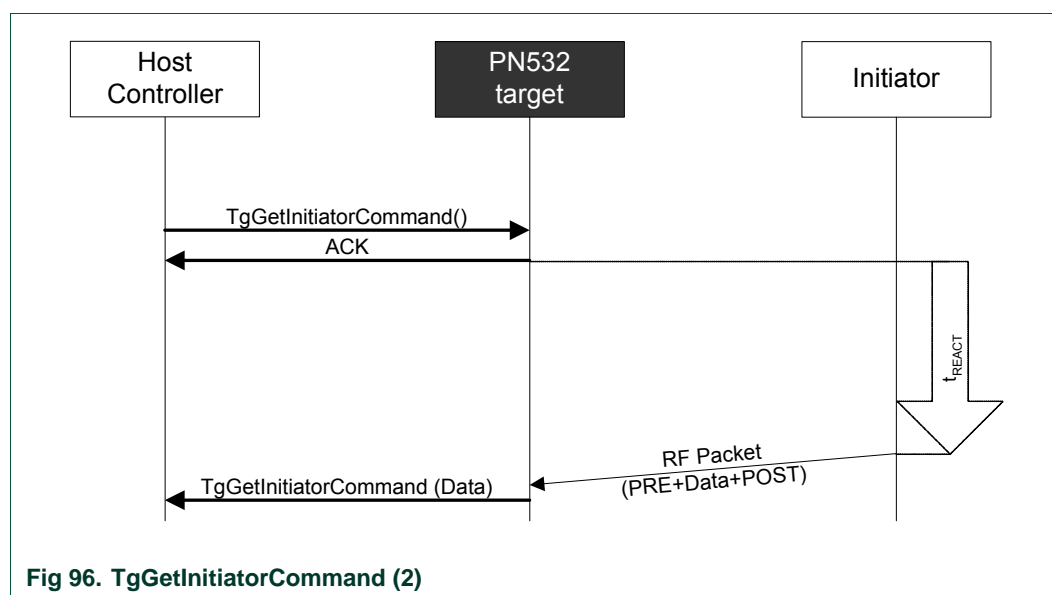 Host
Controller
PN532
target
Initiator
TgGetInitiatorCommand()
ACK
tREACT
RF Packet
(PRE+Data+POST)
TgGetInitiatorCommand (Data)
Fig 96. TgGetInitiatorCommand (2)